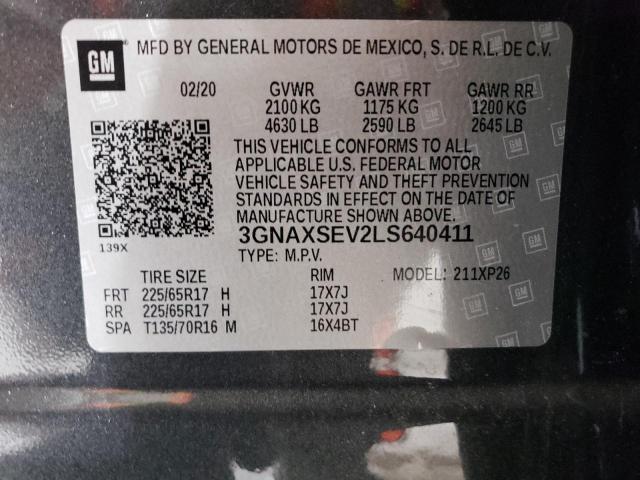 GM
MFD BY GENERAL MOTORS DE MEXICO, S. DE R.L. DE C.V.
02/20 GVWR GAWR FRT GAWR RR
2100 KG 1175 KG 1200 KG
4630 LB 2590 LB 2645 LB
THIS VEHICLE CONFORMS TO ALL
APPLICABLE U.S. FEDERAL MOTOR
VEHICLE SAFETY AND THEFT PREVENTION
STANDARDS IN EFFECT ON THE DATE OF
MANUFACTURE SHOWN ABOVE.
139X 3GNAXSEV2LS640411
TYPE: M.P.V.
TIRE SIZE RIM MODEL: 211XP26
FRT 225/65R17 H 17X7J
RR 225/65R17 H 17X7J
SPA T135/70R16 M 16X4BT